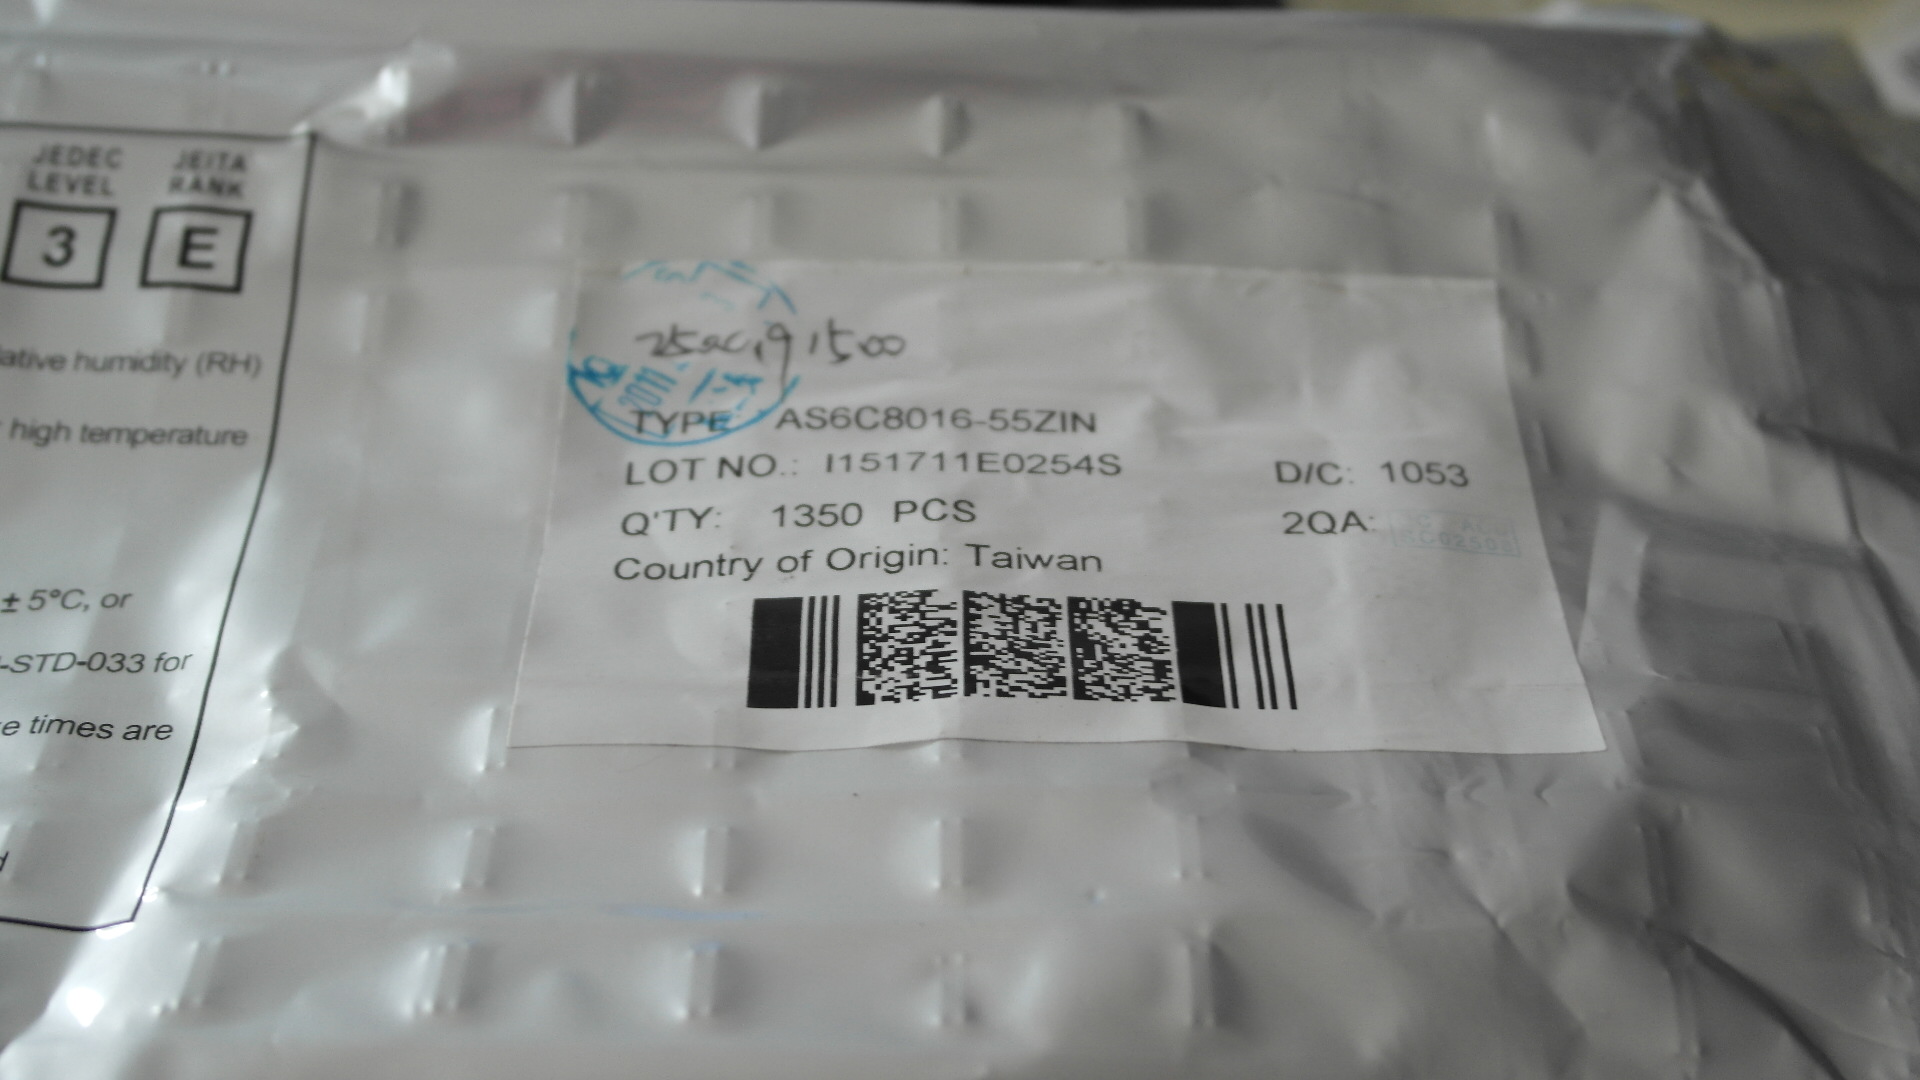 JEDEC LEVEL
3
JEITA RANK
E
ative humidity (RH)
high temperature
± 5°C, or
-STD-033 for
e times are
d
2011
TYPE AS6C8016-55ZIN
LOT NO.: I151711E0254S
D/C: 1053
Q'TY: 1350 PCS
2QA:
Country of Origin: Taiwan